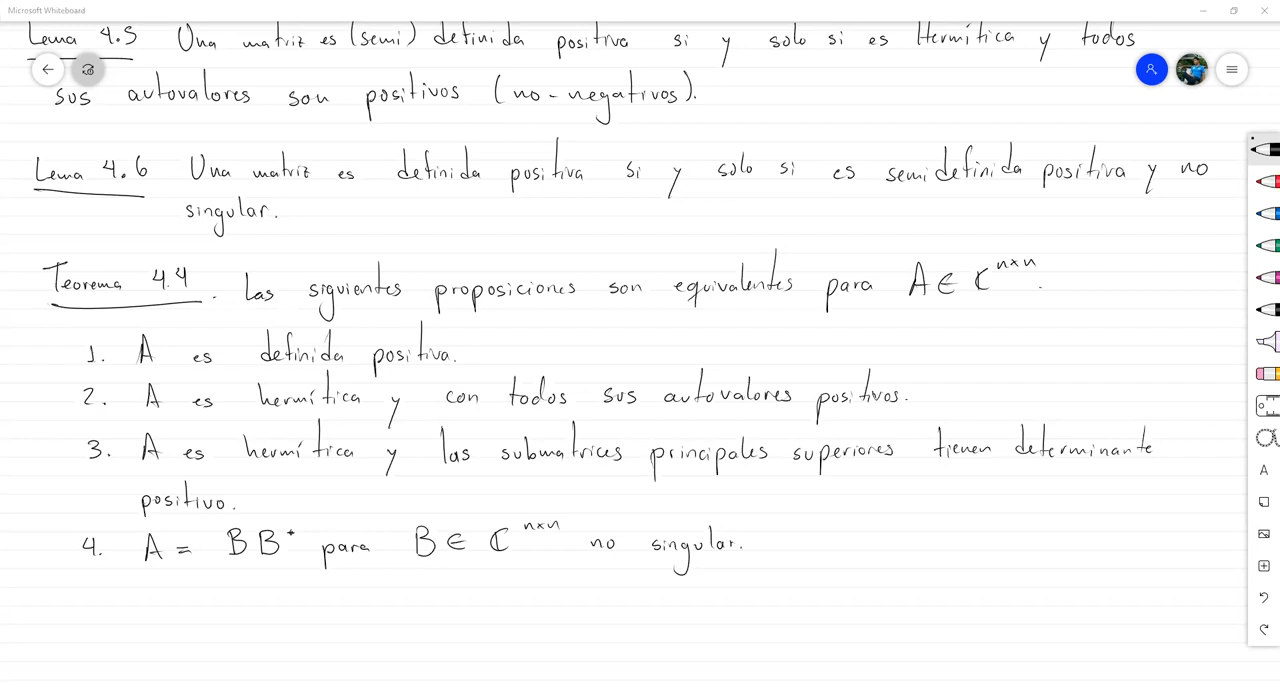 Microsoft Whiteboard
Lema 4.5 Una matriz es (semi) definida positiva si y solo si es Hermítica y todos
sus autovalores son positivos (no-negativos).
Lema 4.6 Una matriz es definida positiva si y solo si es semidefinida positiva y no
singular.
Teorema 4.4. Las siguientes proposiciones son equivalentes para A ∈ ℂ^{n×n}.
1. A es definida positiva.
2. A es hermítica y con todos sus autovalores positivos.
3. A es hermítica y las submatrices principales superiores tienen determinante
positivo.
4. A = BB* para B ∈ ℂ^{n×n} no singular.